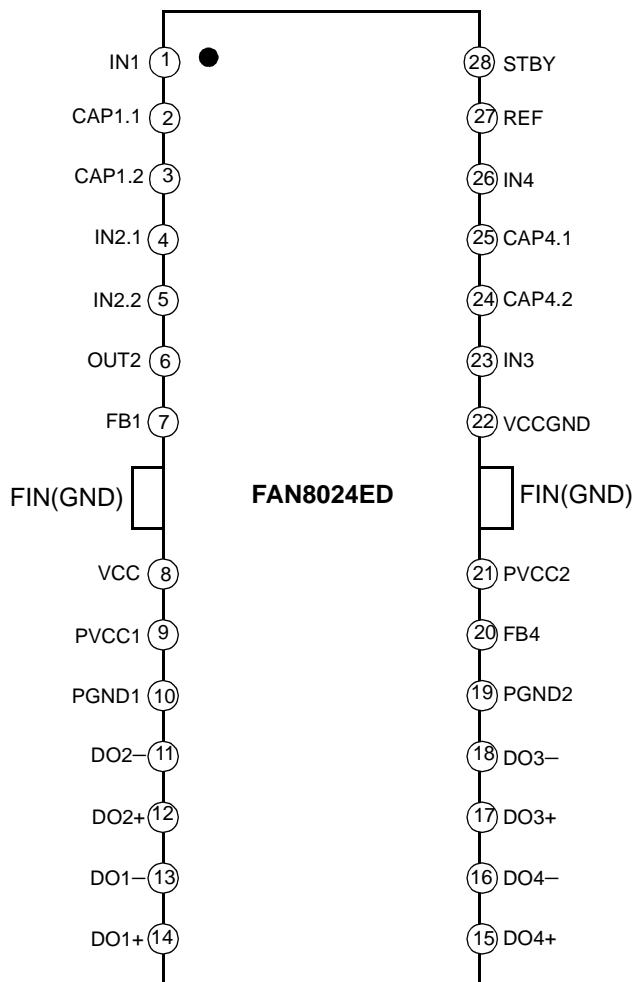 IN1 1 28 STBY
CAP1.1 2 27 REF
CAP1.2 3 26 IN4
IN2.1 4 25 CAP4.1
IN2.2 5 24 CAP4.2
OUT2 6 23 IN3
FB1 7 22 VCCGND
FIN(GND) FAN8024ED FIN(GND)
VCC 8 21 PVCC2
PVCC1 9 20 FB4
PGND1 10 19 PGND2
DO2− 11 18 DO3−
DO2+ 12 17 DO3+
DO1− 13 16 DO4−
DO1+ 14 15 DO4+